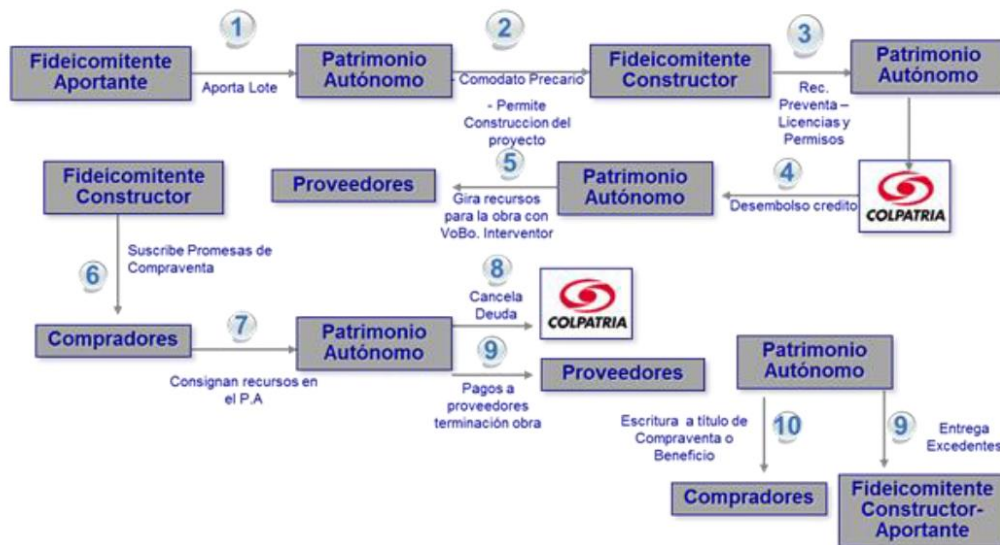 1
2
3
Fideicomitente
Aportante
Aporta Lote
Patrimonio
Autónomo
- Comodato Precario
- Permite
Construccion del
proyecto
Fideicomitente
Constructor
Rec.
Preventa –
Licencias y
Permisos
Patrimonio
Autónomo
Fideicomitente
Constructor
Proveedores
5
Gira recursos
para la obra con
VoBo. Interventor
Patrimonio
Autónomo
4
Desembolso credito
COLPATRIA
Suscribe Promesas de
Compraventa
6
Compradores
7
Consignan recursos en
el P.A
Patrimonio
Autónomo
8
Cancela
Deuda
COLPATRIA
9
Pagos a
proveedores
terminación obra
Proveedores
Patrimonio
Autónomo
Escritura a título de
Compraventa o
Beneficio
10
9
Entrega
Excedentes
Compradores
Fideicomitente
Constructor-
Aportante